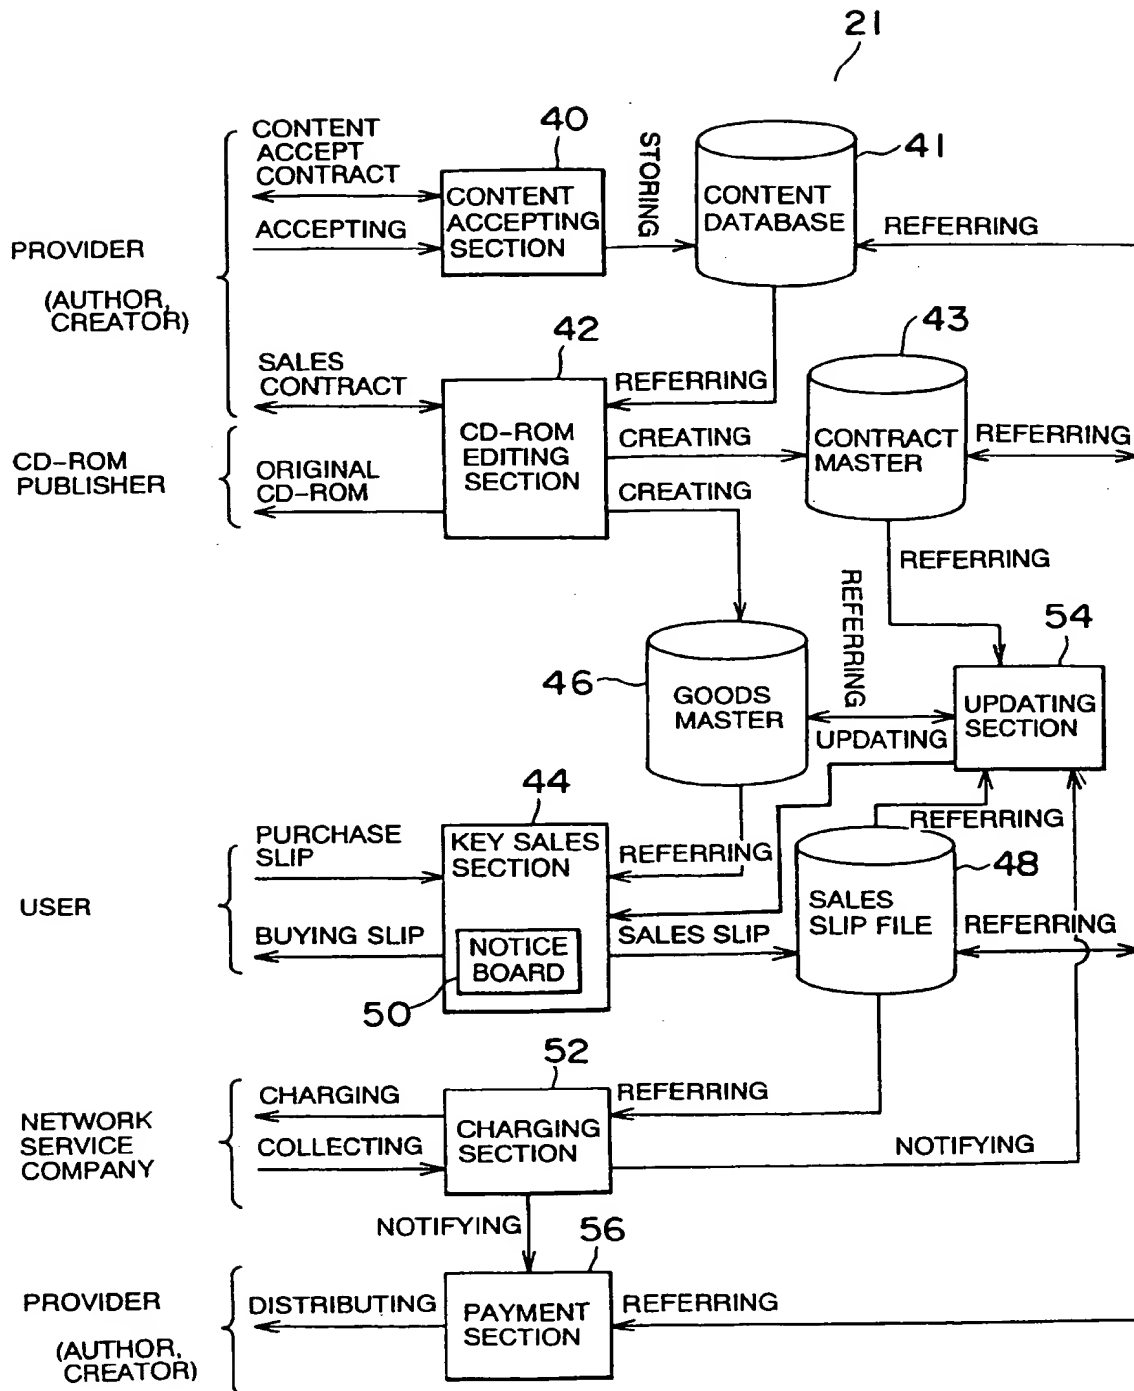 21
CONTENT
ACCEPT
CONTRACT
40
STORING
41
CONTENT
ACCEPTING
SECTION
CONTENT
DATABASE
ACCEPTING
REFERRING
PROVIDER
(AUTHOR,
CREATOR)
42
43
SALES
CONTRACT
REFERRING
CD-ROM
EDITING
SECTION
CREATING
CONTRACT
MASTER
REFERRING
CD-ROM
PUBLISHER
ORIGINAL
CD-ROM
CREATING
REFERRING
REFERRING
54
46
GOODS
MASTER
UPDATING
SECTION
UPDATING
44
PURCHASE
SLIP
KEY SALES
SECTION
REFERRING
REFERRING
48
USER
SALES
SLIP FILE
REFERRING
BUYING SLIP
NOTICE
BOARD
SALES SLIP
50
52
NETWORK
SERVICE
COMPANY
CHARGING
REFERRING
CHARGING
SECTION
COLLECTING
NOTIFYING
NOTIFYING
56
PROVIDER
(AUTHOR,
CREATOR)
DISTRIBUTING
PAYMENT
SECTION
REFERRING